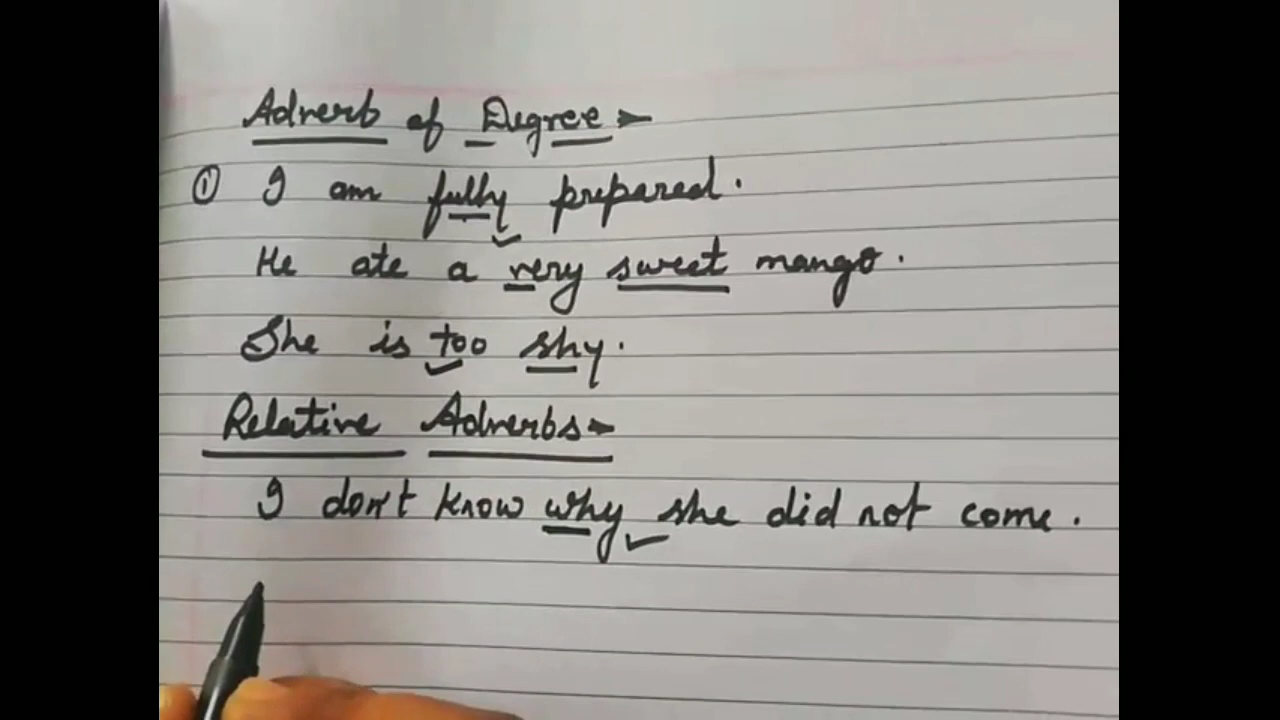 Adverb of Degree
① I am fully prepared.
He ate a very sweet mango.
She is too shy.
Relative Adverbs
I don't know why she did not come.